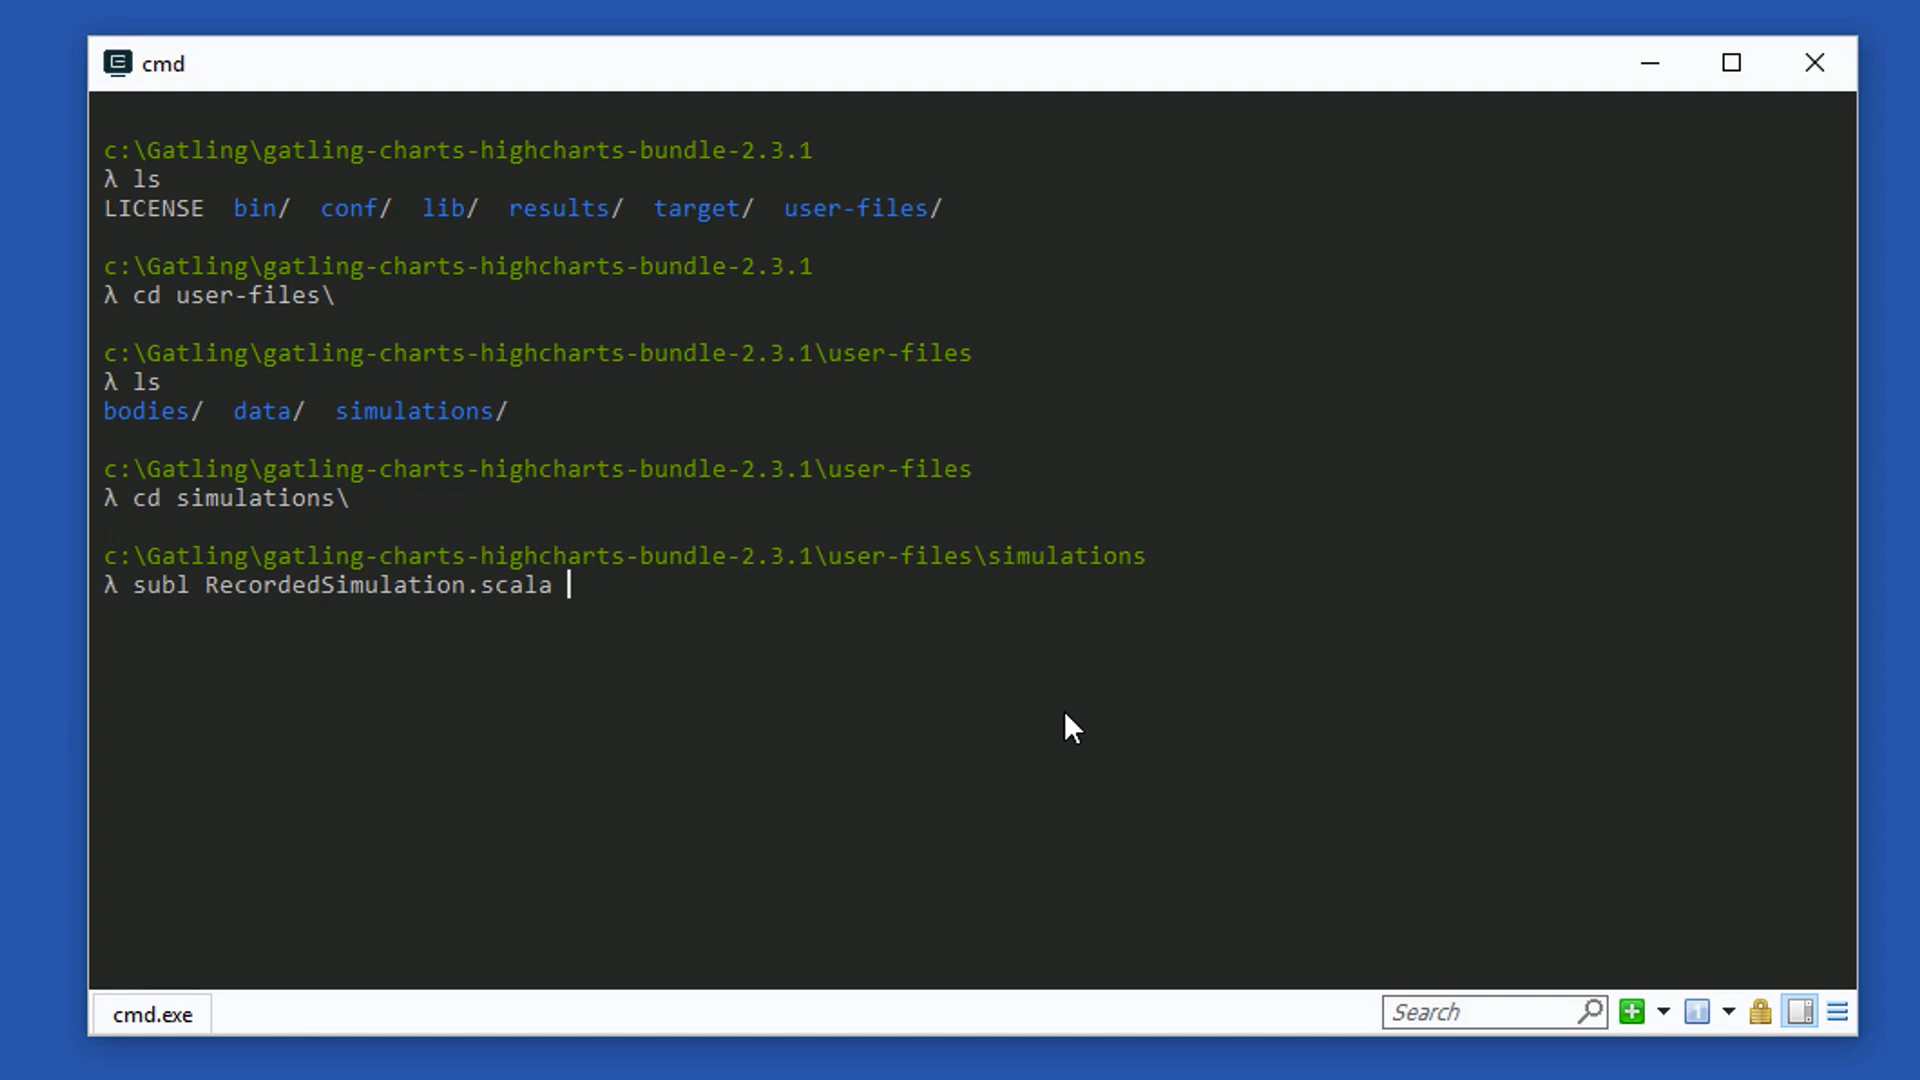 cmd
c:\Gatling\gatling-charts-highcharts-bundle-2.3.1
λ ls
LICENSE  bin/  conf/  lib/  results/  target/  user-files/
c:\Gatling\gatling-charts-highcharts-bundle-2.3.1
λ cd user-files\
c:\Gatling\gatling-charts-highcharts-bundle-2.3.1\user-files
λ ls
bodies/  data/  simulations/
c:\Gatling\gatling-charts-highcharts-bundle-2.3.1\user-files
λ cd simulations\
c:\Gatling\gatling-charts-highcharts-bundle-2.3.1\user-files\simulations
λ subl RecordedSimulation.scala
cmd.exe
Search
1